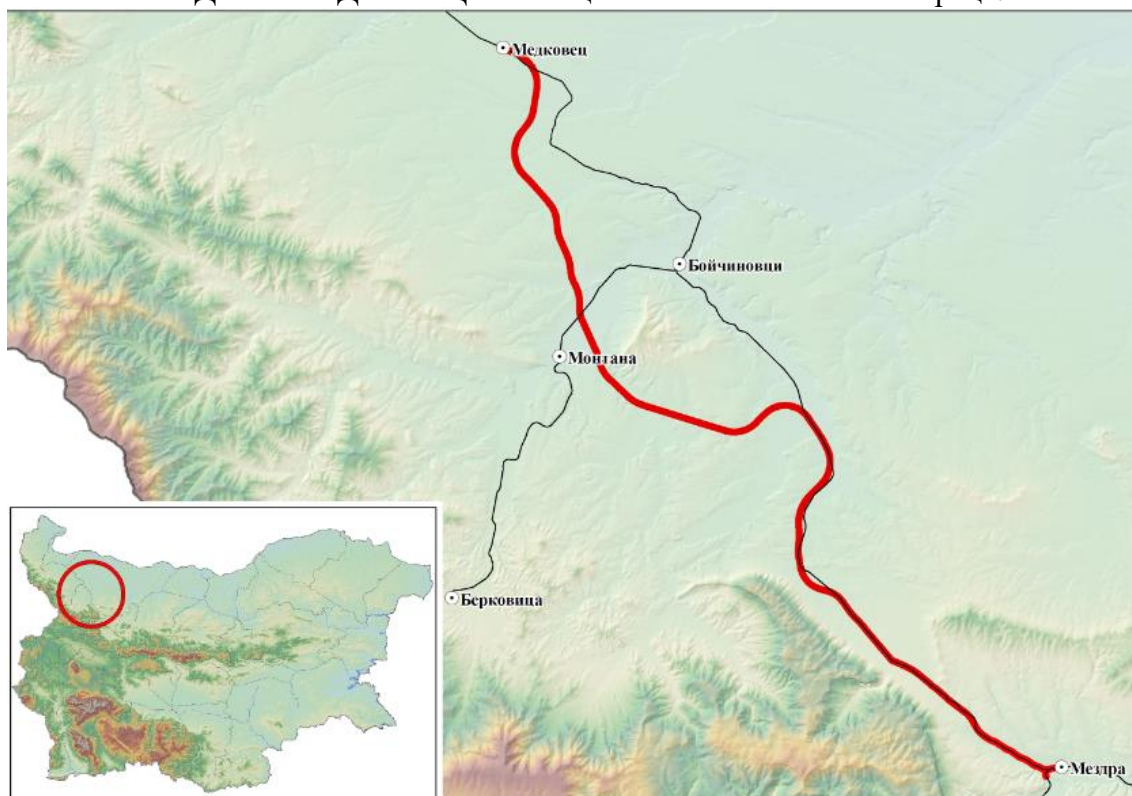 Медковец
Бойчиновци
Монтана
Берковица
Мездра